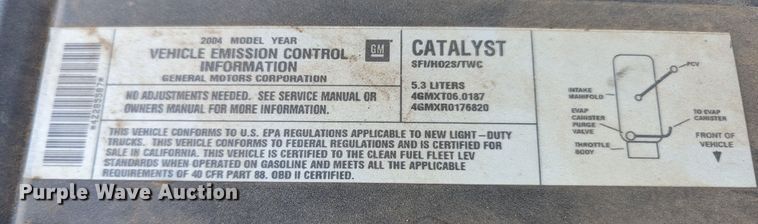 2004 MODEL YEAR
VEHICLE EMISSION CONTROL
INFORMATION
GENERAL MOTORS CORPORATION
GM
CATALYST
SFI/HO2S/TWC
NO ADJUSTMENTS NEEDED. SEE SERVICE MANUAL OR
OWNERS MANUAL FOR MORE INFORMATION.
5.3 LITERS
4GMXT06.0187
4GMXR0176820
THIS VEHICLE CONFORMS TO U.S. EPA REGULATIONS APPLICABLE TO NEW LIGHT-DUTY
TRUCKS. THIS VEHICLE CONFORMS TO FEDERAL REGULATIONS AND IS CERTIFIED FOR
SALE IN CALIFORNIA. THIS VEHICLE IS CERTIFIED TO THE CLEAN FUEL FLEET LEV
STANDARDS WHEN OPERATED ON GASOLINE AND MEETS ALL THE APPLICABLE
REQUIREMENTS OF 40 CFR PART 88. OBD II CERTIFIED.
PCV
INTAKE
MANIFOLD
EVAP
CANISTER
PURGE
VALVE
TO EVAP
CANISTER
THROTTLE
BODY
FRONT OF
VEHICLE
Purple Wave Auction